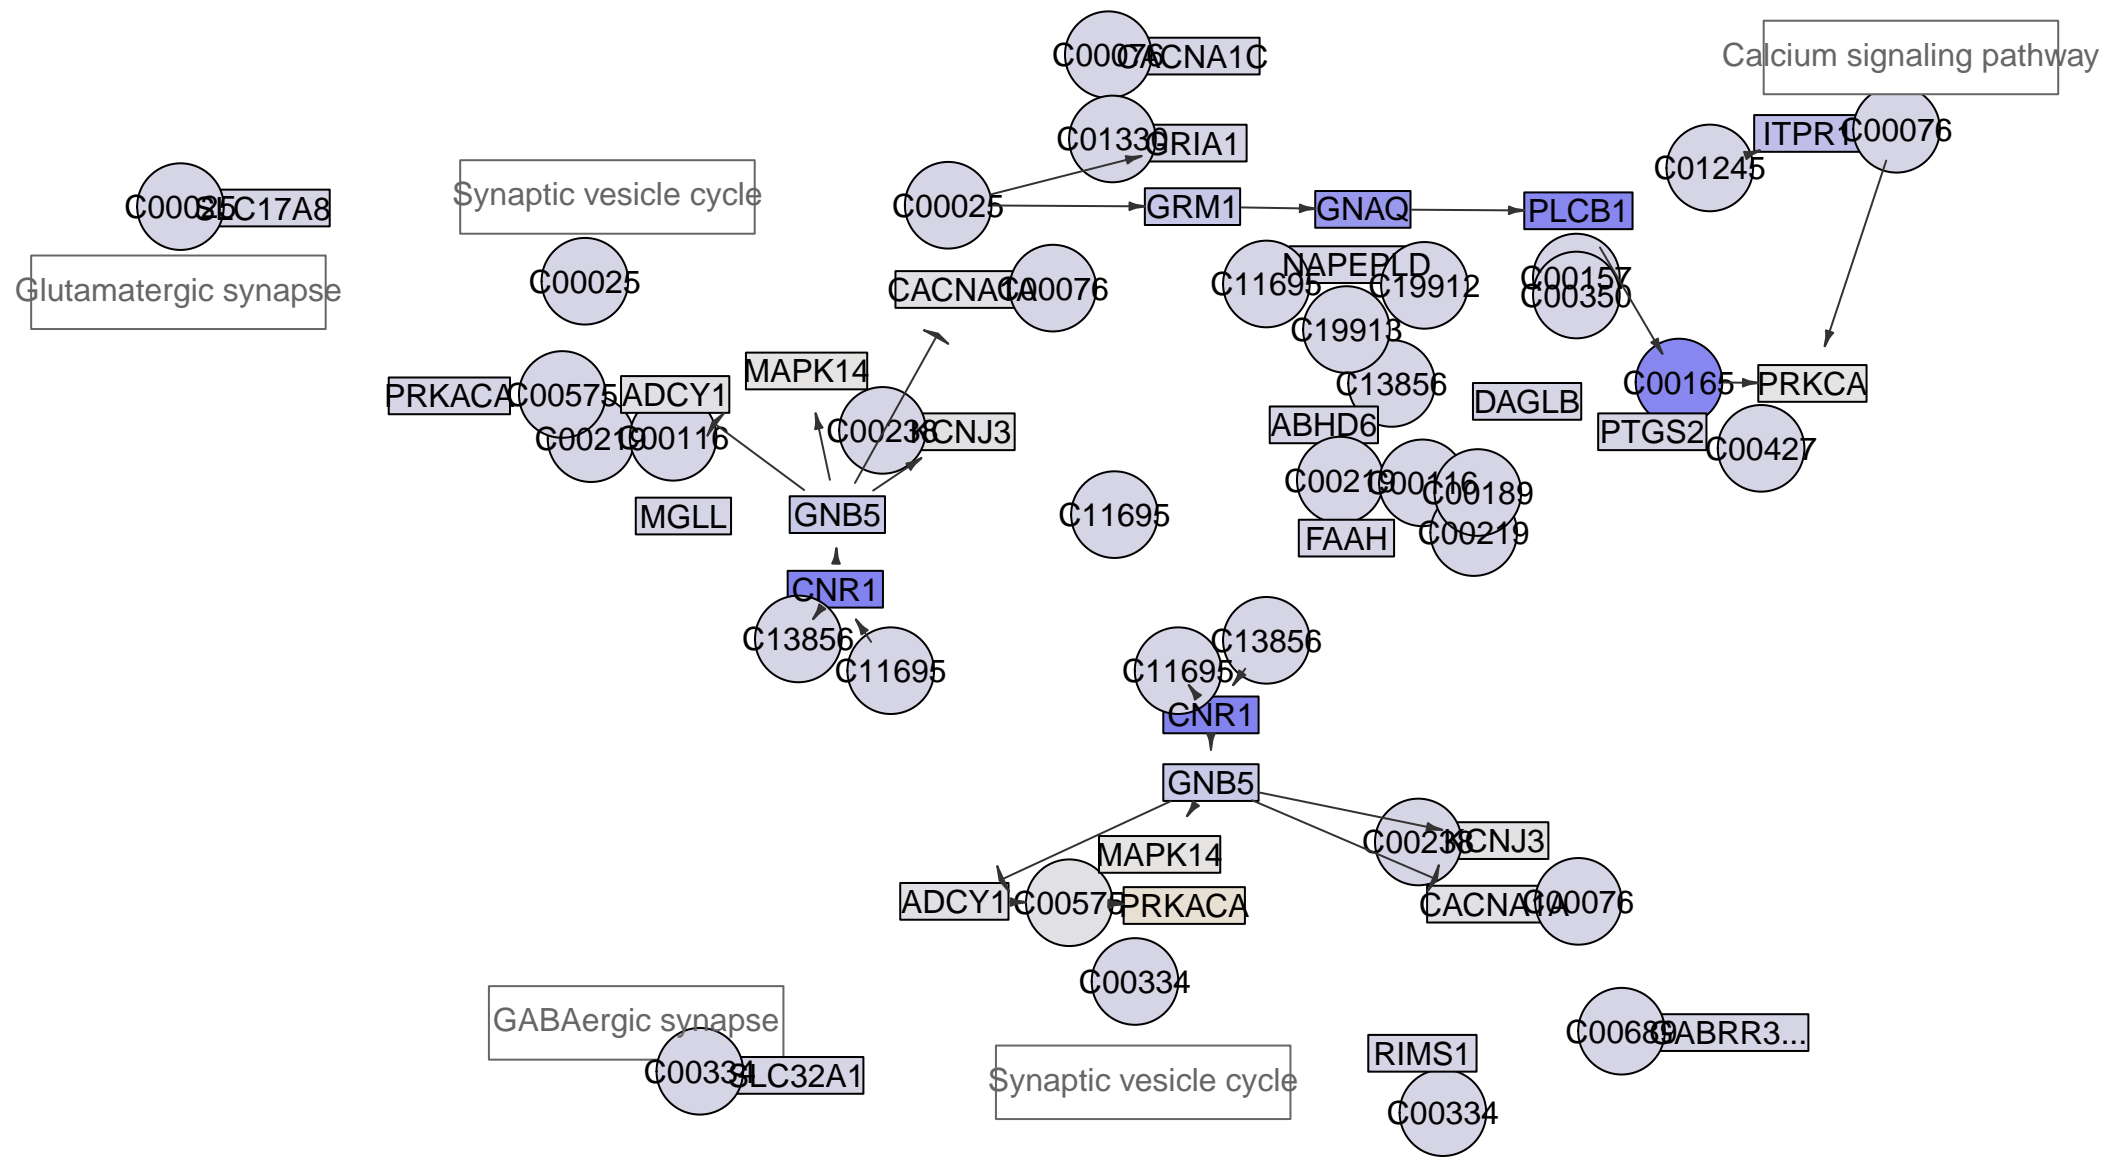 C00076
CACNA1C
Calcium signaling pathway
C01330
GRIA1
ITPR1
C00076
C01245
C00025
SLC17A8
Synaptic vesicle cycle
C00025
GRM1
GNAQ
PLCB1
Glutamatergic synapse
C00025
CACNA1A
C00076
C11695
NAPEPLD
C19912
C00157
C00350
C19913
MAPK14
C13856
C00165
PRKCA
PRKACA
C00575
ADCY1
DAGLB
C00219
C00116
C00238
KCNJ3
ABHD6
PTGS2
C00427
C00219
C00116
C00189
MGLL
GNB5
C11695
FAAH
C00219
CNR1
C13856
C11695
C13856
C11695
CNR1
GNB5
C00238
KCNJ3
MAPK14
ADCY1
C00575
PRKACA
CACNA1A
C00076
C00334
GABAergic synapse
C00689
GABRR3...
RIMS1
C00334
SLC32A1
Synaptic vesicle cycle
C00334